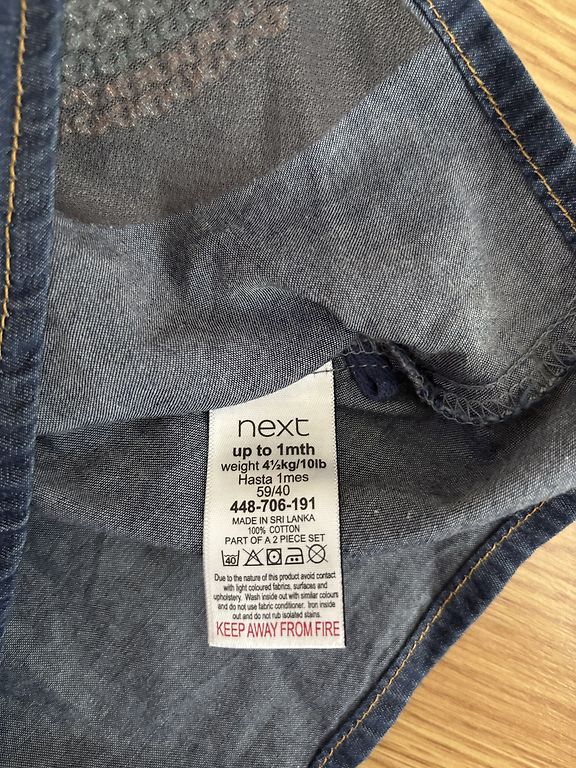 next
up to 1mth
weight 4½kg/10lb
Hasta 1mes
59/40
448-706-191
MADE IN SRI LANKA
100% COTTON
PART OF A 2 PIECE SET
40
Due to the nature of this product avoid contact
with light coloured fabrics, surfaces and
upholstery. Wash inside out with similar colours
and do not use fabric conditioner. Iron inside
out and do not rub isolated stains.
KEEP AWAY FROM FIRE